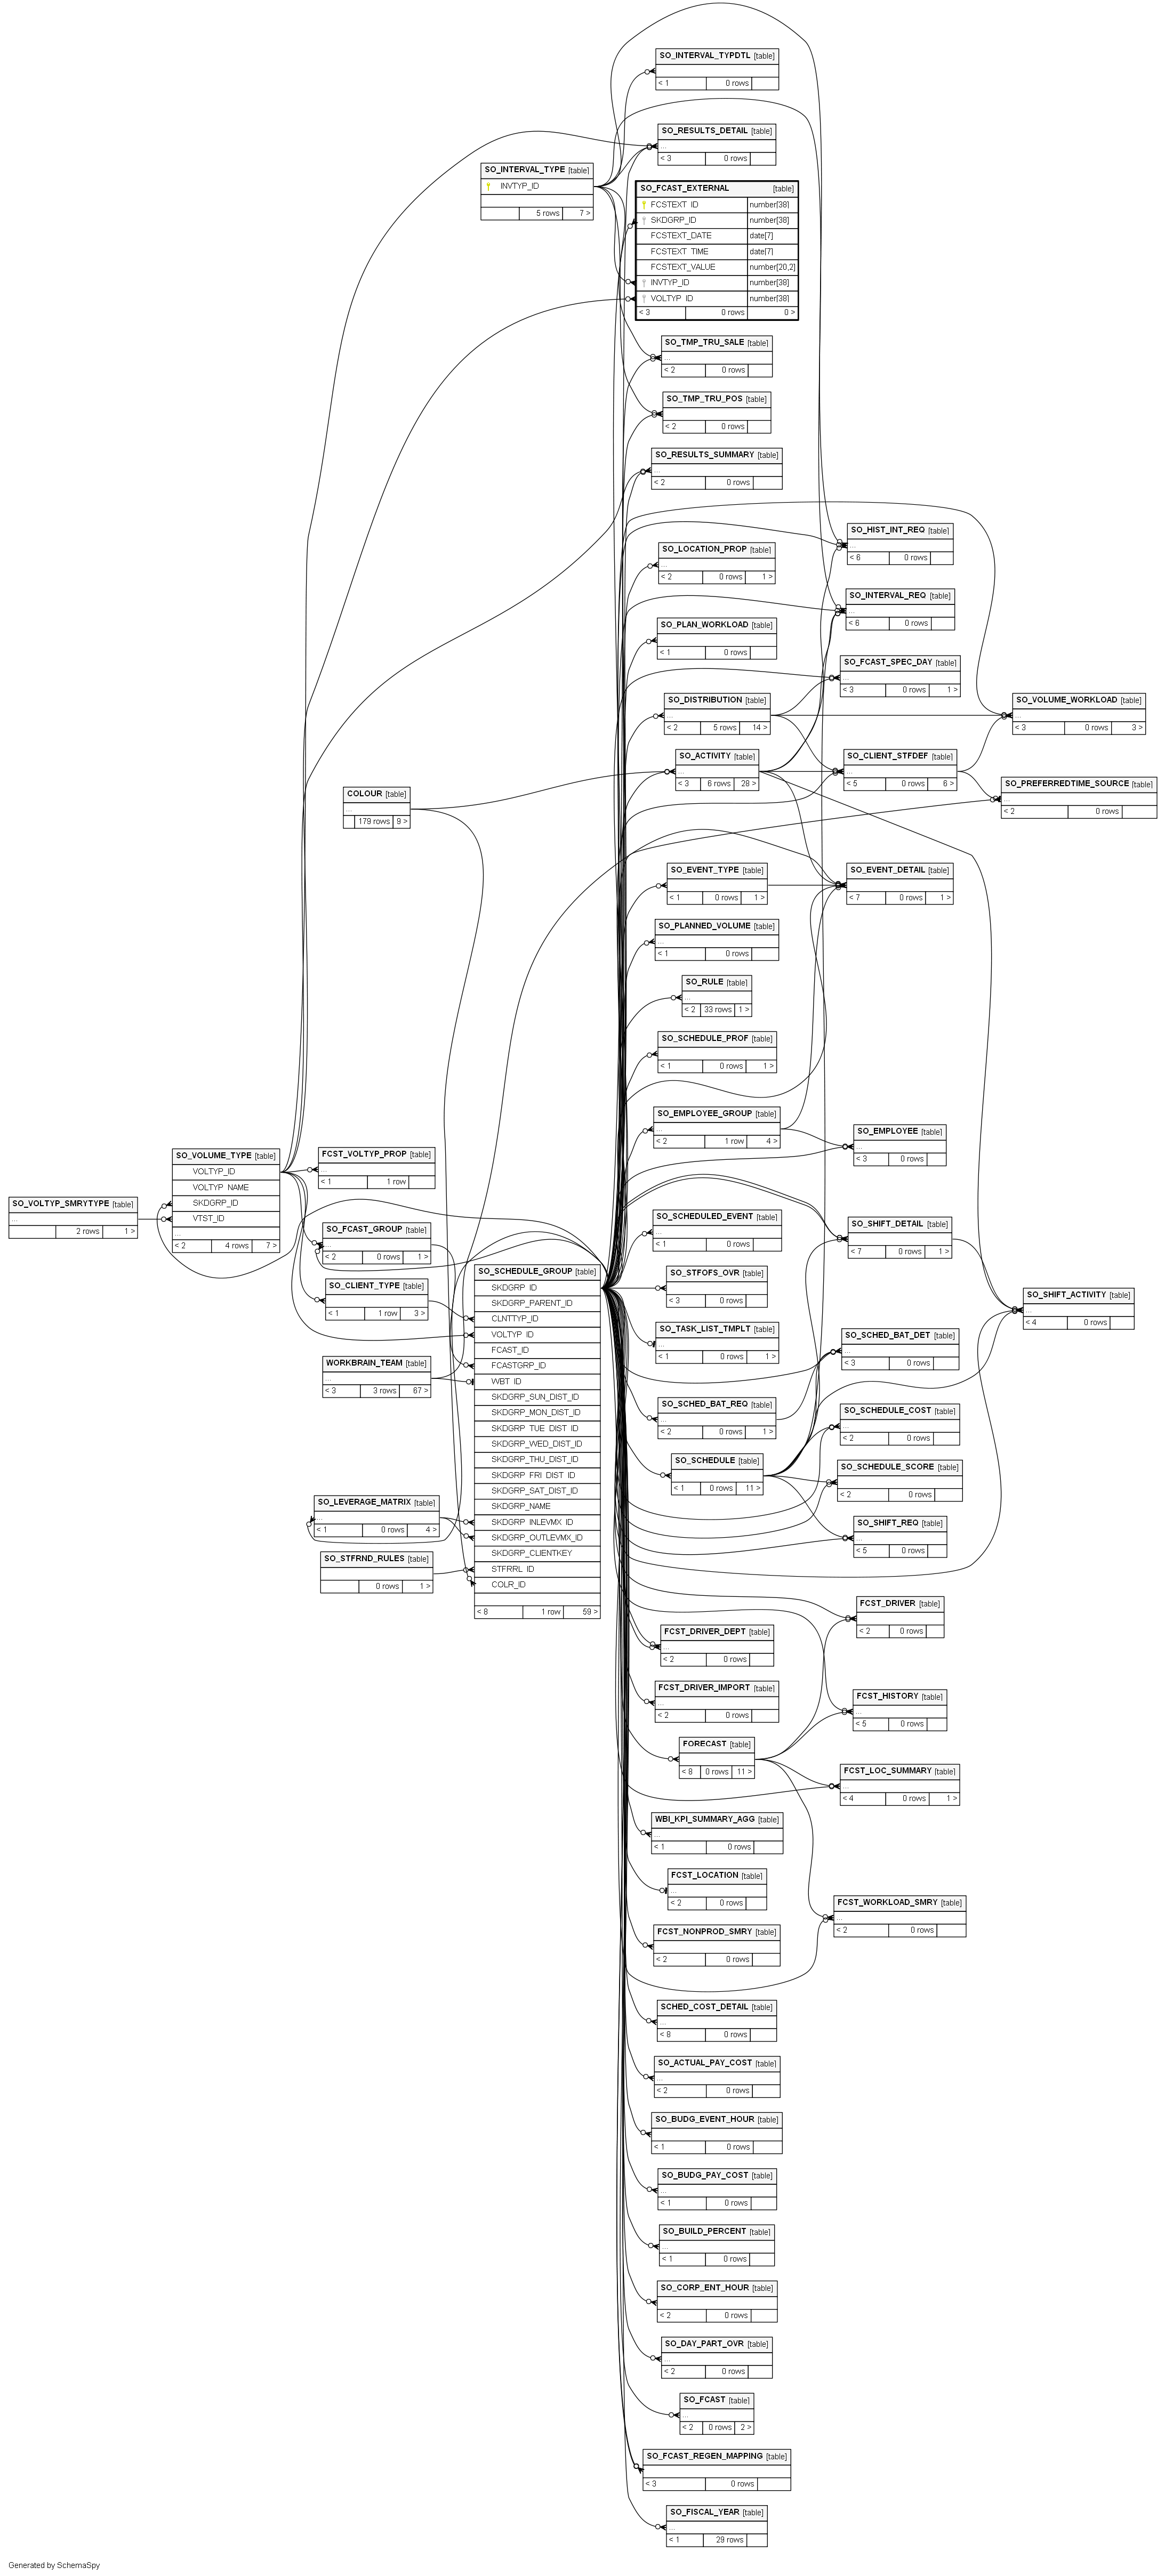 SO_INTERVAL_TYPDTL [table]
< 1 0 rows
SO_RESULTS_DETAIL [table]
...
< 3 0 rows
SO_INTERVAL_TYPE [table]
INVTYP_ID
5 rows 7 >
SO_FCAST_EXTERNAL [table]
FCSTEXT_ID number[38]
SKDGRP_ID number[38]
FCSTEXT_DATE date[7]
FCSTEXT_TIME date[7]
FCSTEXT_VALUE number[20,2]
INVTYP_ID number[38]
VOLTYP_ID number[38]
< 3 0 rows 0 >
SO_TMP_TRU_SALE [table]
...
< 2 0 rows
SO_TMP_TRU_POS [table]
< 2 0 rows
SO_RESULTS_SUMMARY [table]
...
< 2 0 rows
SO_HIST_INT_REQ [table]
...
< 6 0 rows
SO_LOCATION_PROP [table]
...
< 2 0 rows 1 >
SO_INTERVAL_REQ [table]
...
< 6 0 rows
SO_PLAN_WORKLOAD [table]
< 1 0 rows
SO_FCAST_SPEC_DAY [table]
...
< 3 0 rows 1 >
SO_DISTRIBUTION [table]
...
< 2 5 rows 14 >
SO_VOLUME_WORKLOAD [table]
...
< 3 0 rows 3 >
SO_ACTIVITY [table]
...
< 3 6 rows 28 >
SO_CLIENT_STFDEF [table]
...
< 5 0 rows 6 >
SO_PREFERREDTIME_SOURCE [table]
...
< 2 0 rows
COLOUR [table]
...
179 rows 9 >
SO_EVENT_TYPE [table]
< 1 0 rows 1 >
SO_EVENT_DETAIL [table]
...
< 7 0 rows 1 >
SO_PLANNED_VOLUME [table]
...
< 1 0 rows
SO_RULE [table]
...
< 2 33 rows 1 >
SO_SCHEDULE_PROF [table]
< 1 0 rows 1 >
SO_EMPLOYEE_GROUP [table]
...
< 2 1 row 4 >
SO_EMPLOYEE [table]
...
< 3 0 rows
SO_VOLUME_TYPE [table]
VOLTYP_ID
VOLTYP_NAME
SKDGRP_ID
VTST_ID
...
< 2 4 rows 7 >
FCST_VOLTYP_PROP [table]
...
< 1 1 row
SO_VOLTYP_SMRYTYPE [table]
...
2 rows 1 >
SO_FCAST_GROUP [table]
...
< 2 0 rows 1 >
SO_SCHEDULED_EVENT [table]
...
< 1 0 rows
SO_SHIFT_DETAIL [table]
...
< 7 0 rows 1 >
SO_CLIENT_TYPE [table]
...
< 1 1 row 3 >
SO_STFOFS_OVR [table]
< 3 0 rows
SO_SHIFT_ACTIVITY [table]
...
< 4 0 rows
SO_TASK_LIST_TMPLT [table]
...
< 1 0 rows 1 >
SO_SCHED_BAT_DET [table]
...
< 3 0 rows
WORKBRAIN_TEAM [table]
...
< 3 3 rows 67 >
SO_SCHEDULE_GROUP [table]
SKDGRP_ID
SKDGRP_PARENT_ID
CLNTTYP_ID
VOLTYP_ID
FCAST_ID
FCASTGRP_ID
WBT_ID
SKDGRP_SUN_DIST_ID
SKDGRP_MON_DIST_ID
SKDGRP_TUE_DIST_ID
SKDGRP_WED_DIST_ID
SKDGRP_THU_DIST_ID
SKDGRP_FRI_DIST_ID
SKDGRP_SAT_DIST_ID
SKDGRP_NAME
SKDGRP_INLEVMX_ID
SKDGRP_OUTLEVMX_ID
SKDGRP_CLIENTKEY
STFRRL_ID
COLR_ID
< 8 1 row 59 >
SO_SCHED_BAT_REQ [table]
...
< 2 0 rows 1 >
SO_SCHEDULE_COST [table]
...
< 2 0 rows
SO_SCHEDULE [table]
...
< 1 0 rows 11 >
SO_SCHEDULE_SCORE [table]
< 2 0 rows
SO_LEVERAGE_MATRIX [table]
...
< 1 0 rows 4 >
SO_SHIFT_REQ [table]
...
< 5 0 rows
SO_STFRND_RULES [table]
0 rows 1 >
FCST_DRIVER [table]
...
< 2 0 rows
FCST_DRIVER_DEPT [table]
...
< 2 0 rows
FCST_DRIVER_IMPORT [table]
...
< 2 0 rows
FCST_HISTORY [table]
...
< 5 0 rows
FORECAST [table]
< 8 0 rows 11 >
FCST_LOC_SUMMARY [table]
...
< 4 0 rows 1 >
WBI_KPI_SUMMARY_AGG [table]
...
< 1 0 rows
FCST_LOCATION [table]
...
< 2 0 rows
FCST_WORKLOAD_SMRY [table]
...
< 2 0 rows
FCST_NONPROD_SMRY [table]
< 2 0 rows
SCHED_COST_DETAIL [table]
...
< 8 0 rows
SO_ACTUAL_PAY_COST [table]
...
< 2 0 rows
SO_BUDG_EVENT_HOUR [table]
< 1 0 rows
SO_BUDG_PAY_COST [table]
...
< 1 0 rows
SO_BUILD_PERCENT [table]
...
< 1 0 rows
SO_CORP_ENT_HOUR [table]
< 2 0 rows
SO_DAY_PART_OVR [table]
...
< 2 0 rows
SO_FCAST [table]
...
< 2 0 rows 2 >
SO_FCAST_REGEN_MAPPING [table]
< 3 0 rows
SO_FISCAL_YEAR [table]
...
< 1 29 rows
Generated by SchemaSpy